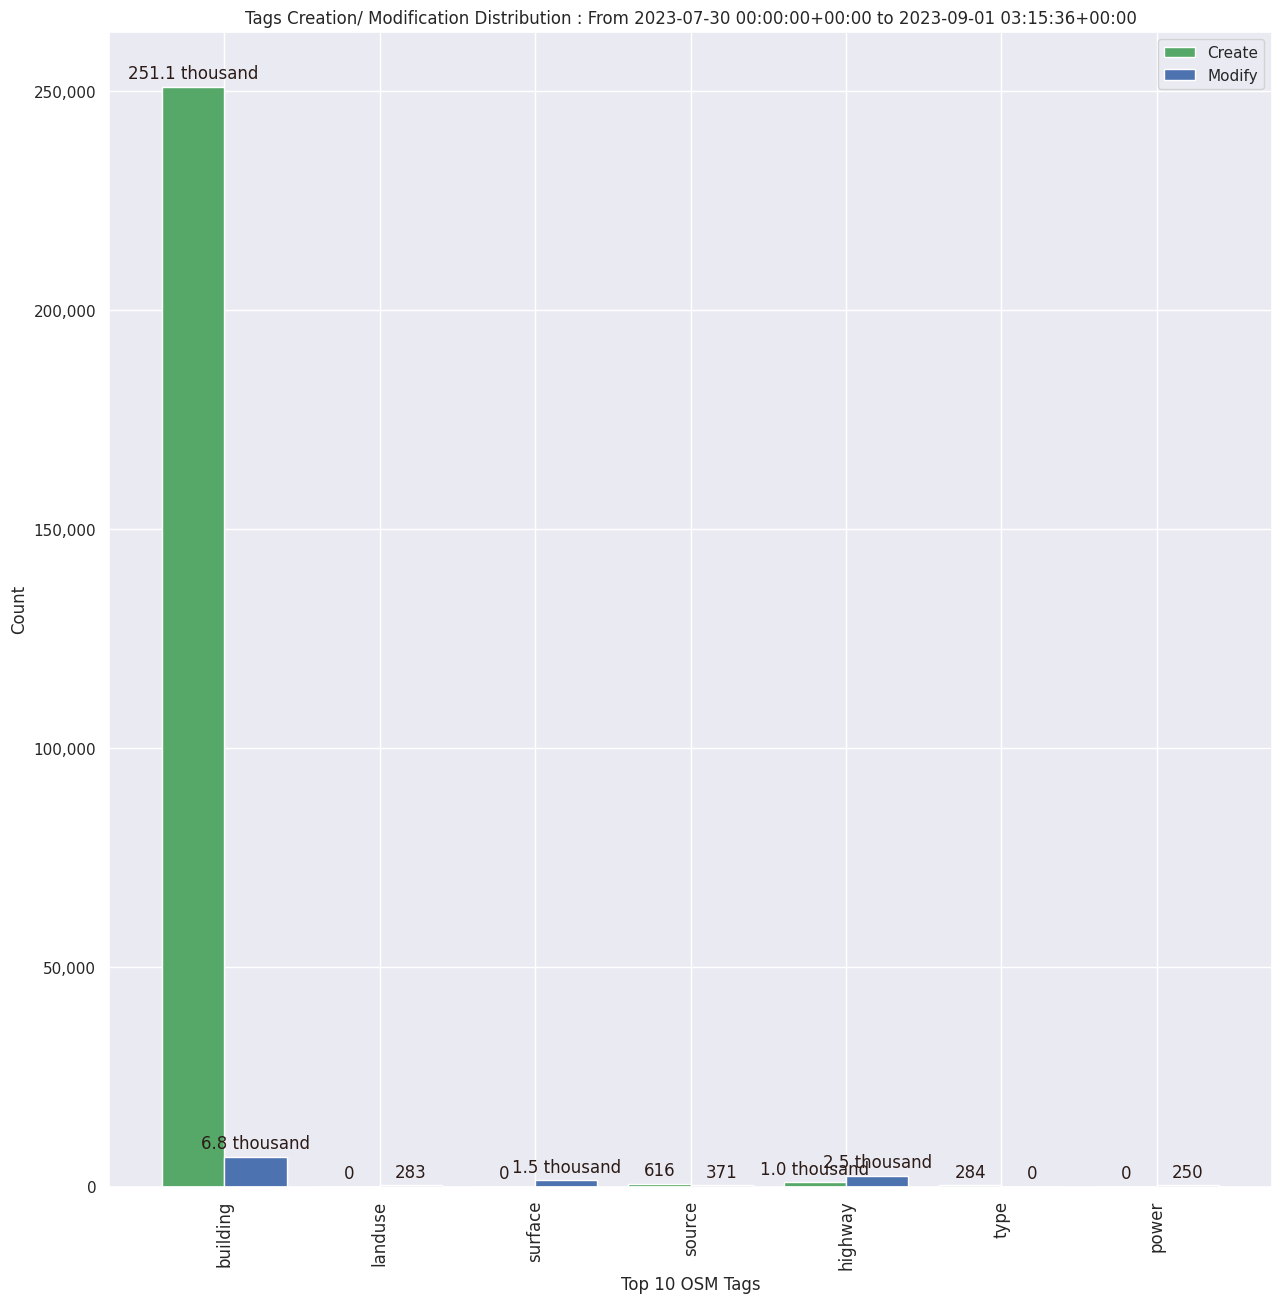 Tags Creation/ Modification Distribution : From 2023-07-30 00:00:00+00:00 to 2023-09-01 03:15:36+00:00
Create
Modify
251.1 thousand
250,000
200,000
150,000
100,000
50,000
0
Count
6.8 thousand
0
283
0
1.5 thousand
616
371
1.0 thousand
2.5 thousand
284
0
0
250
building
landuse
surface
source
highway
type
power
Top 10 OSM Tags